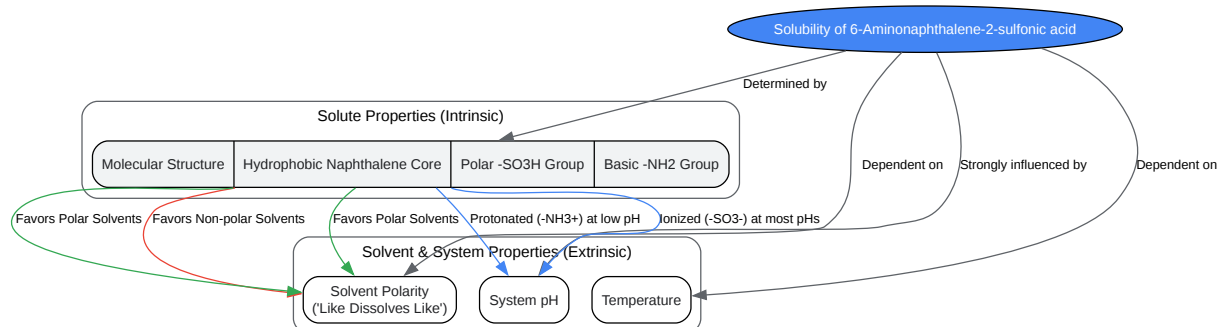 Solubility of 6-Aminonaphthalene-2-sulfonic acid
Determined by
Solute Properties (Intrinsic)
Molecular Structure
Hydrophobic Naphthalene Core
Polar -SO3H Group
Basic -NH2 Group
Dependent on
Strongly influenced by
Dependent on
Favors Polar Solvents
Favors Non-polar Solvents
Favors Polar Solvents
Protonated (-NH3+) at low pH
Ionized (-SO3-) at most pHs
Solvent & System Properties (Extrinsic)
Solvent Polarity
('Like Dissolves Like')
System pH
Temperature